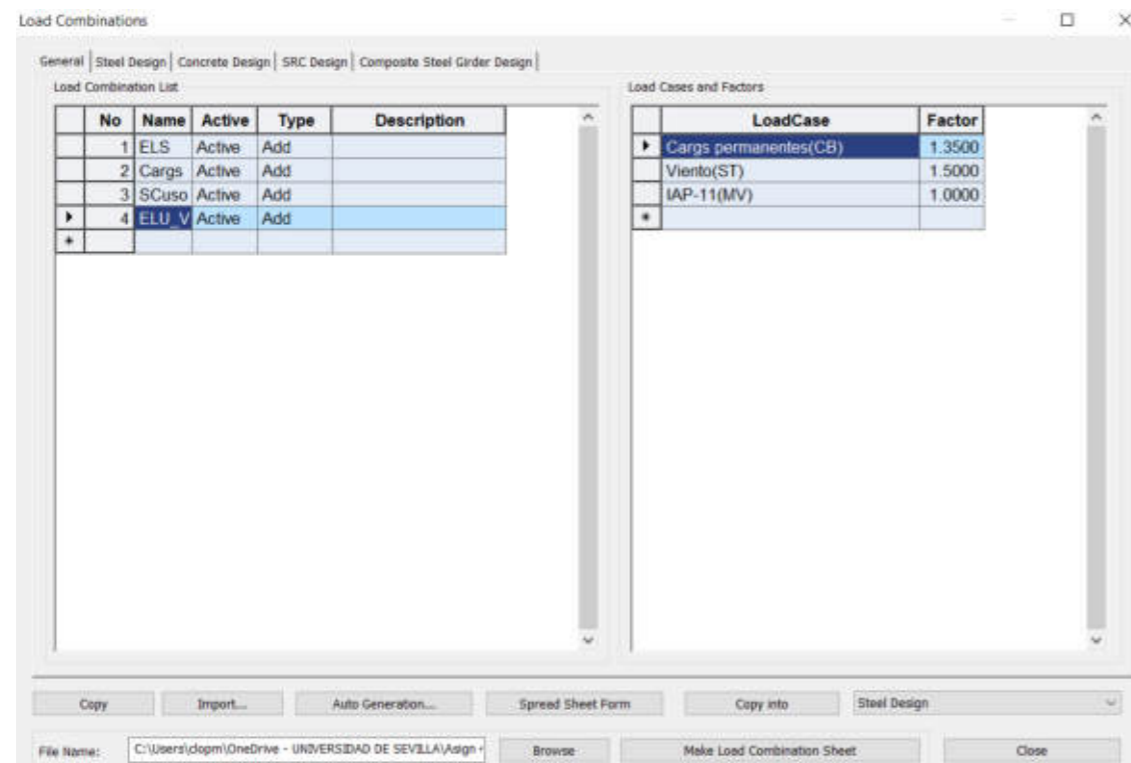 Load Combinations
General Steel Design Concrete Design SRC Design Composite Steel Girder Design
Load Combination List
No Name Active Type Description
1 ELS Active Add
2 Cargs Active Add
3 SCuso Active Add
4 ELU_V Active Add
*
Load Cases and Factors
LoadCase Factor
Cargs permanentes(CB) 1.3500
Viento(ST) 1.5000
IAP-11(MV) 1.0000
*
Copy Import... Auto Generation... Spread Sheet Form Copy into Steel Design
File Name: C:\Users\clopm\OneDrive - UNIVERSIDAD DE SEVILLA\Asign Browse Make Load Combination Sheet Close